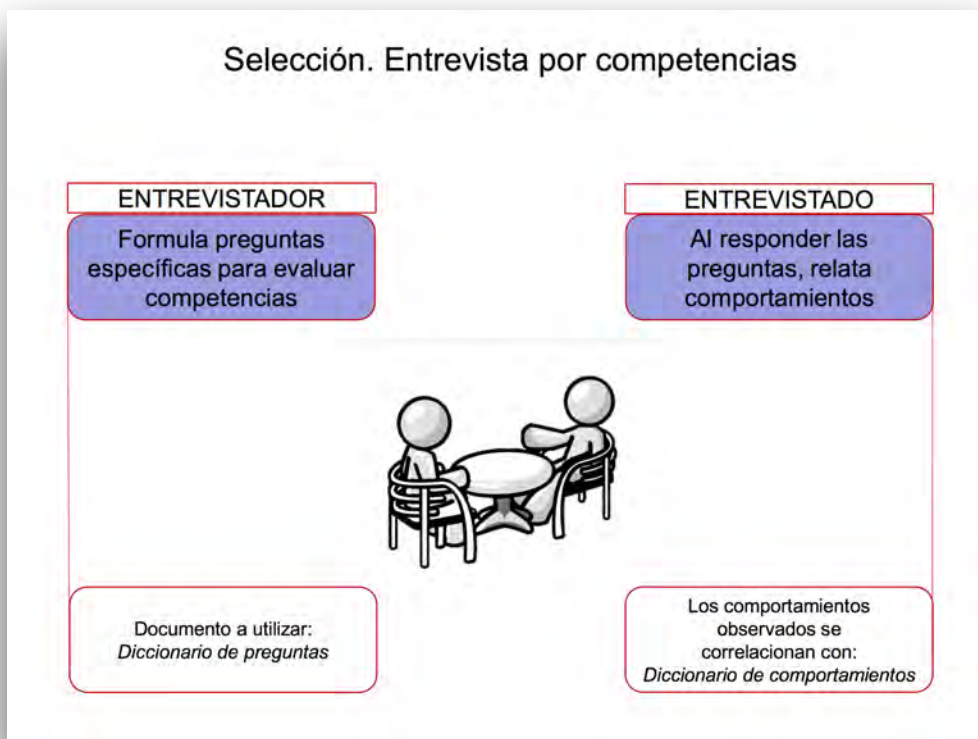 Selección. Entrevista por competencias
ENTREVISTADOR
Formula preguntas
específicas para evaluar
competencias
ENTREVISTADO
Al responder las
preguntas, relata
comportamientos
Documento a utilizar:
Diccionario de preguntas
Los comportamientos
observados se
correlacionan con:
Diccionario de comportamientos